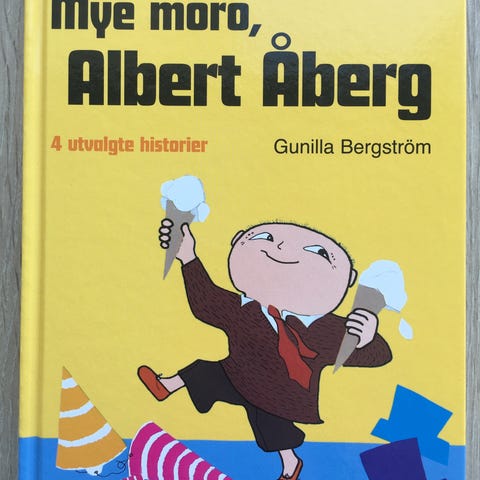 Mye moro,
Albert Åberg
4 utvalgte historier
Gunilla Bergström